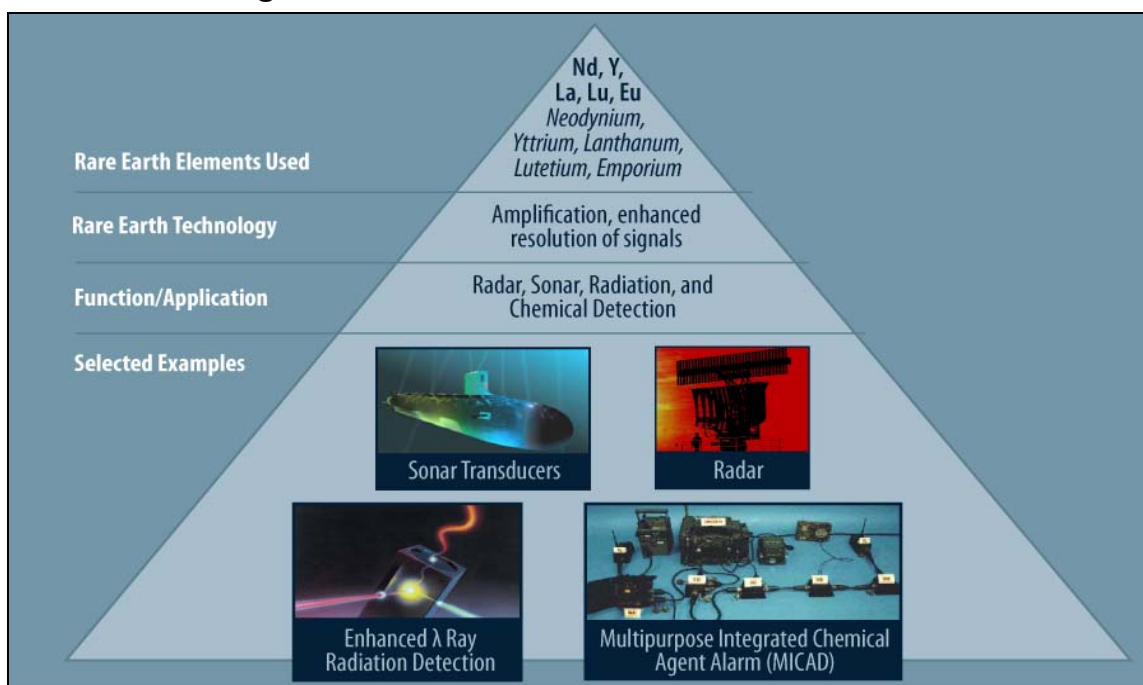 Nd, Y,
La, Lu, Eu
Neodynium,
Yttrium, Lanthanum,
Lutetium, Emporium
Rare Earth Elements Used
Rare Earth Technology
Amplification, enhanced
resolution of signals
Function/Application
Radar, Sonar, Radiation, and
Chemical Detection
Selected Examples
Sonar Transducers
Radar
Enhanced λ Ray
Radiation Detection
Multipurpose Integrated Chemical
Agent Alarm (MICAD)